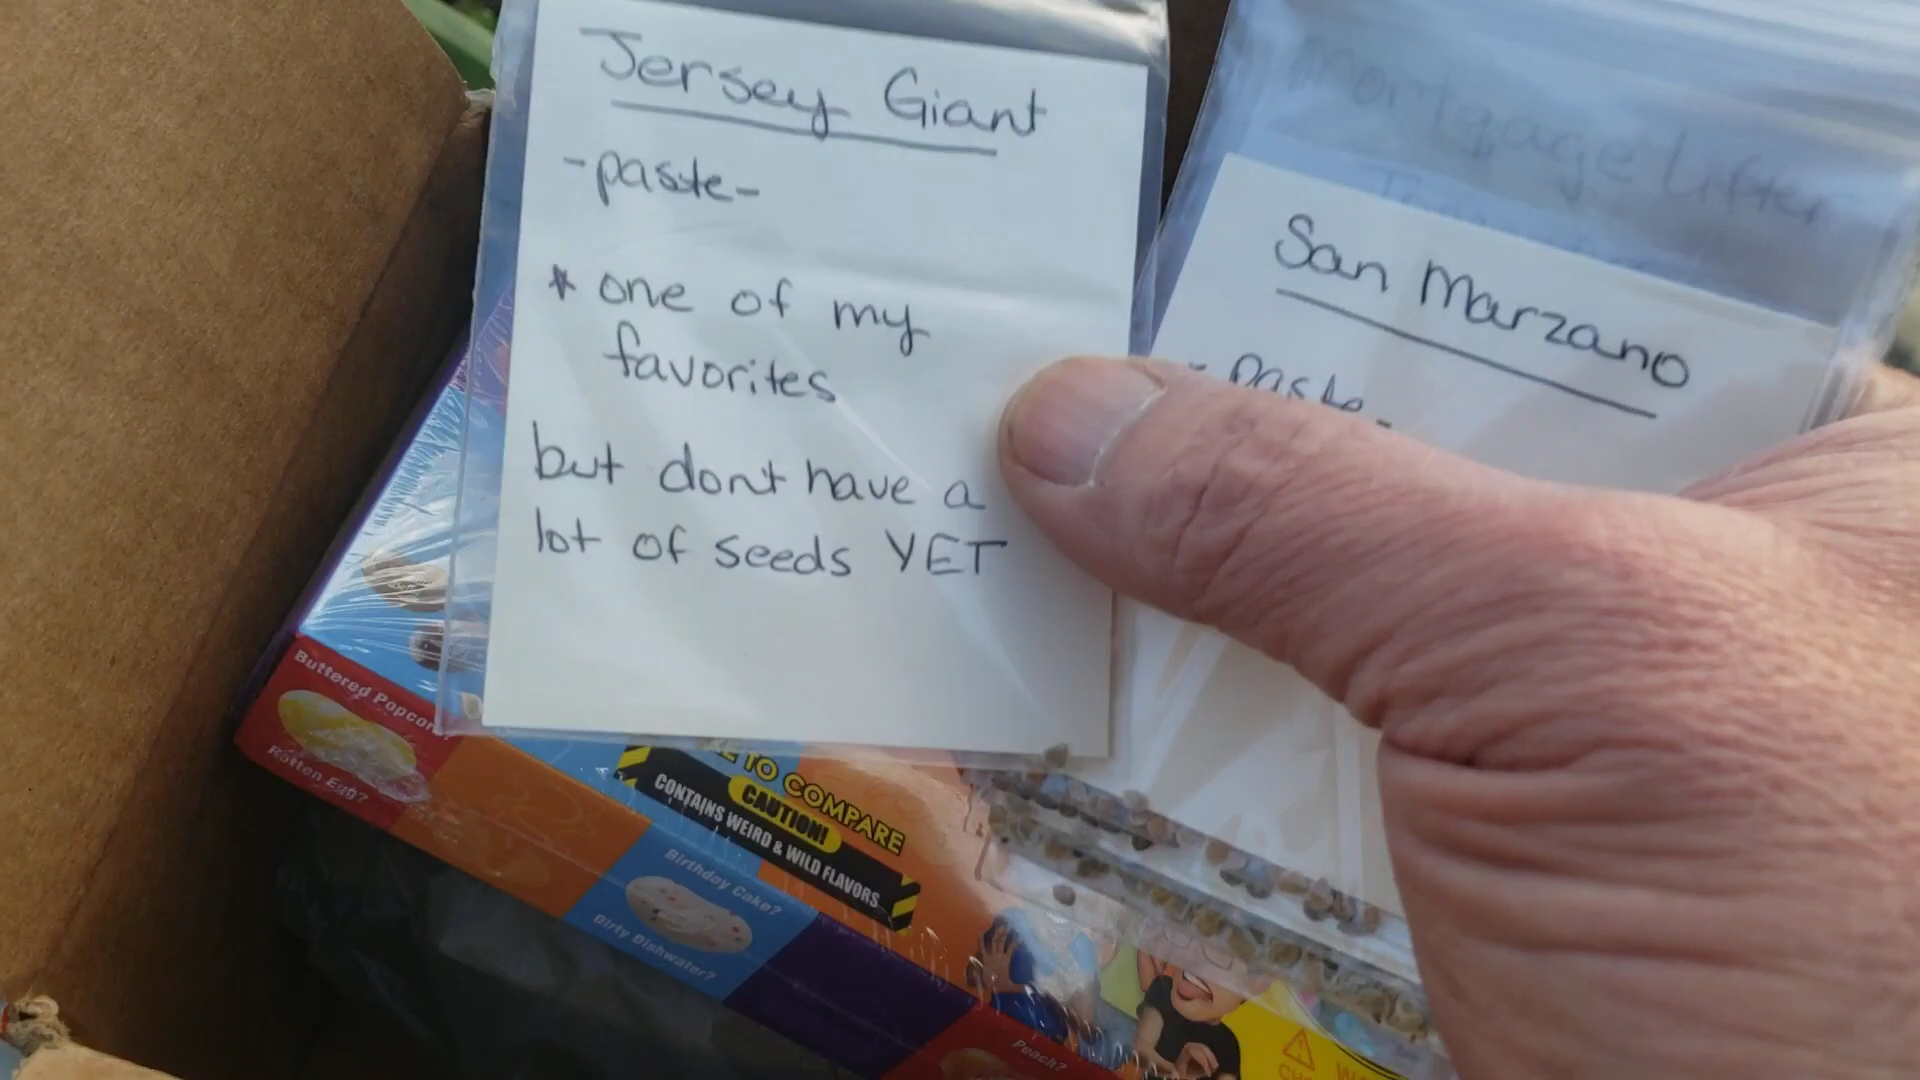 Jersey Giant
-paste-
* one of my
favorites
but don't have a
lot of seeds YET
Mortgage Lifter
San Marzano
- paste -
Buttered Popcorn
Rotten Egg?
TO COMPARE
CAUTION!
CONTAINS WEIRD & WILD FLAVORS
Birthday Cake?
Dirty Dishwater?
Peach?